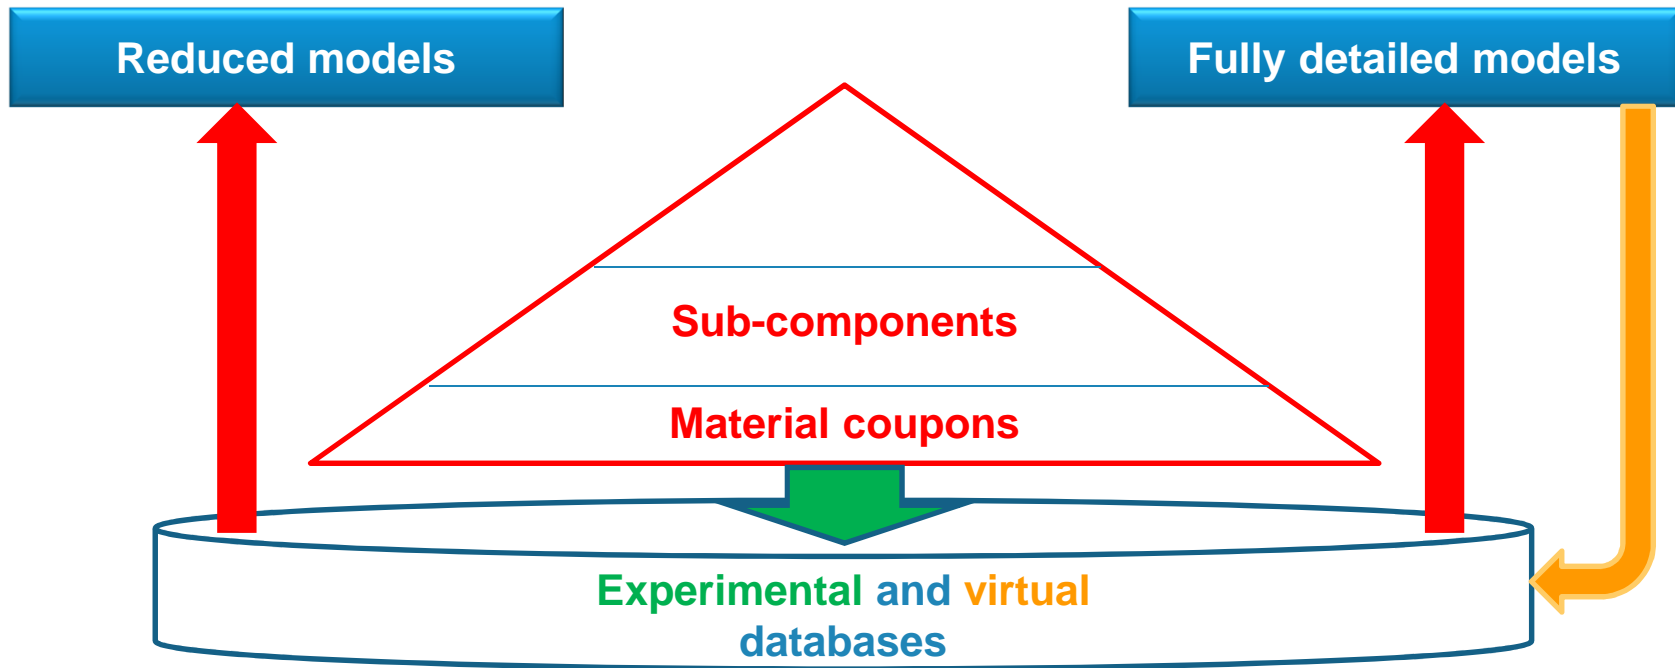 Reduced models
Fully detailed models
Sub-components
Material coupons
Experimental and virtual
databases